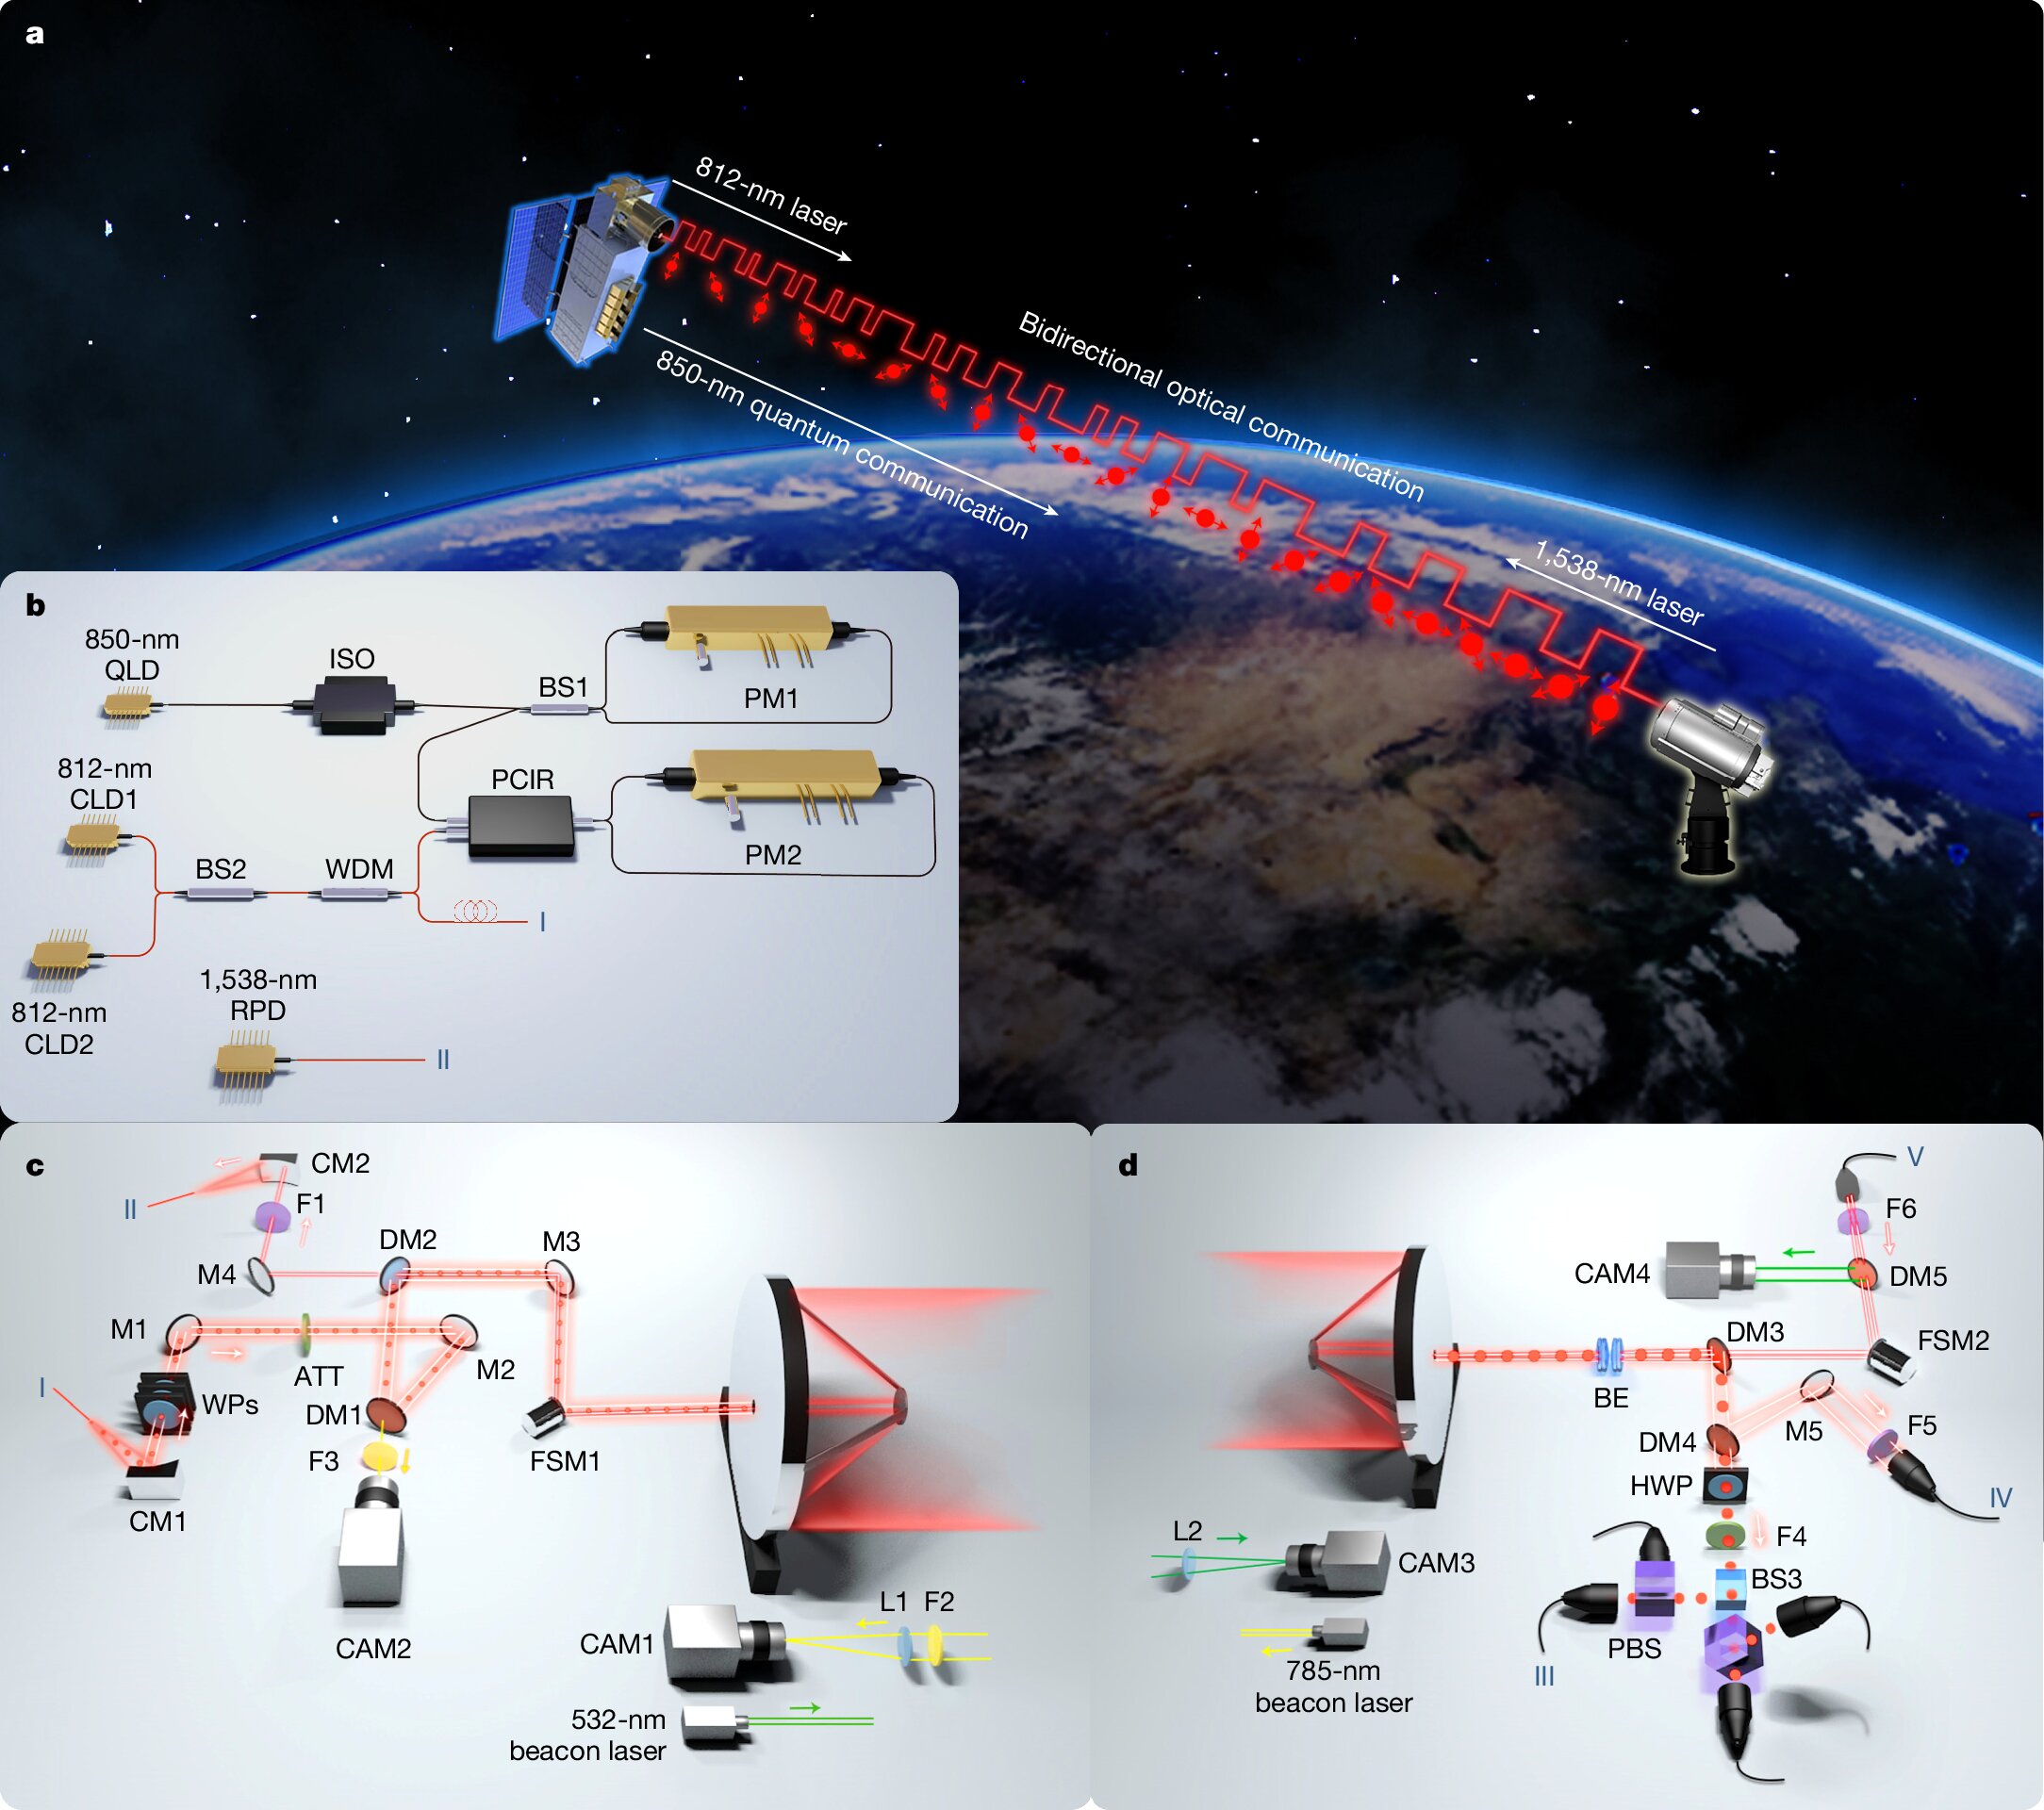 a
812-nm laser
Bidirectional optical communication
850-nm quantum communication
1,538-nm laser
b
850-nm
QLD
ISO
BS1
PM1
812-nm
CLD1
PCIR
PM2
BS2
WDM
I
812-nm
CLD2
1,538-nm
RPD
II
c
CM2
II
F1
DM2
M3
M4
M1
M2
ATT
I
WPs
DM1
F3
FSM1
CM1
CAM2
L1
F2
CAM1
532-nm
beacon laser
d
V
F6
CAM4
DM5
DM3
FSM2
BE
M5
F5
DM4
HWP
IV
L2
F4
CAM3
BS3
PBS
785-nm
beacon laser
III